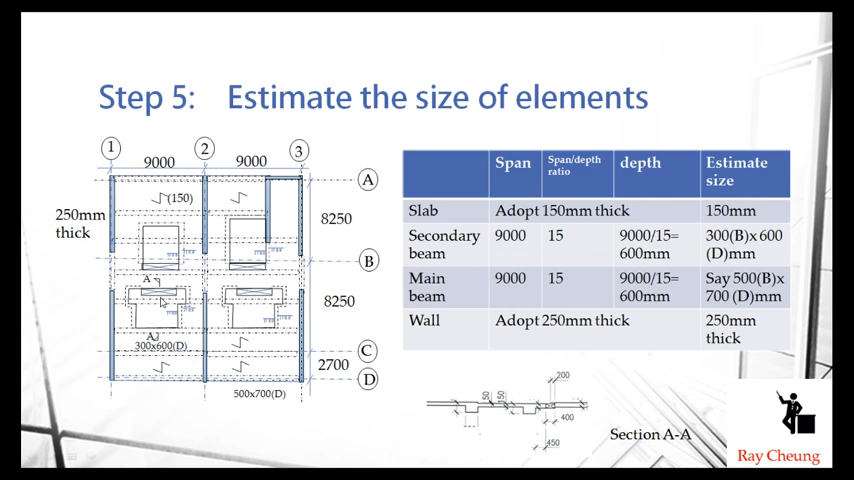 Step 5: Estimate the size of elements
1
2
3
9000
9000
A
(150)
250mm
thick
8250
B
A
8250
A
300x600(D)
C
2700
D
500x700(D)
Span
Span/depth
ratio
depth
Estimate
size
Slab
Adopt 150mm thick
150mm
Secondary
beam
9000
15
9000/15=
600mm
300(B)x 600
(D)mm
Main
beam
9000
15
9000/15=
600mm
Say 500(B)x
700 (D)mm
Wall
Adopt 250mm thick
250mm
thick
200
50
150
400
450
Section A-A
Ray Cheung